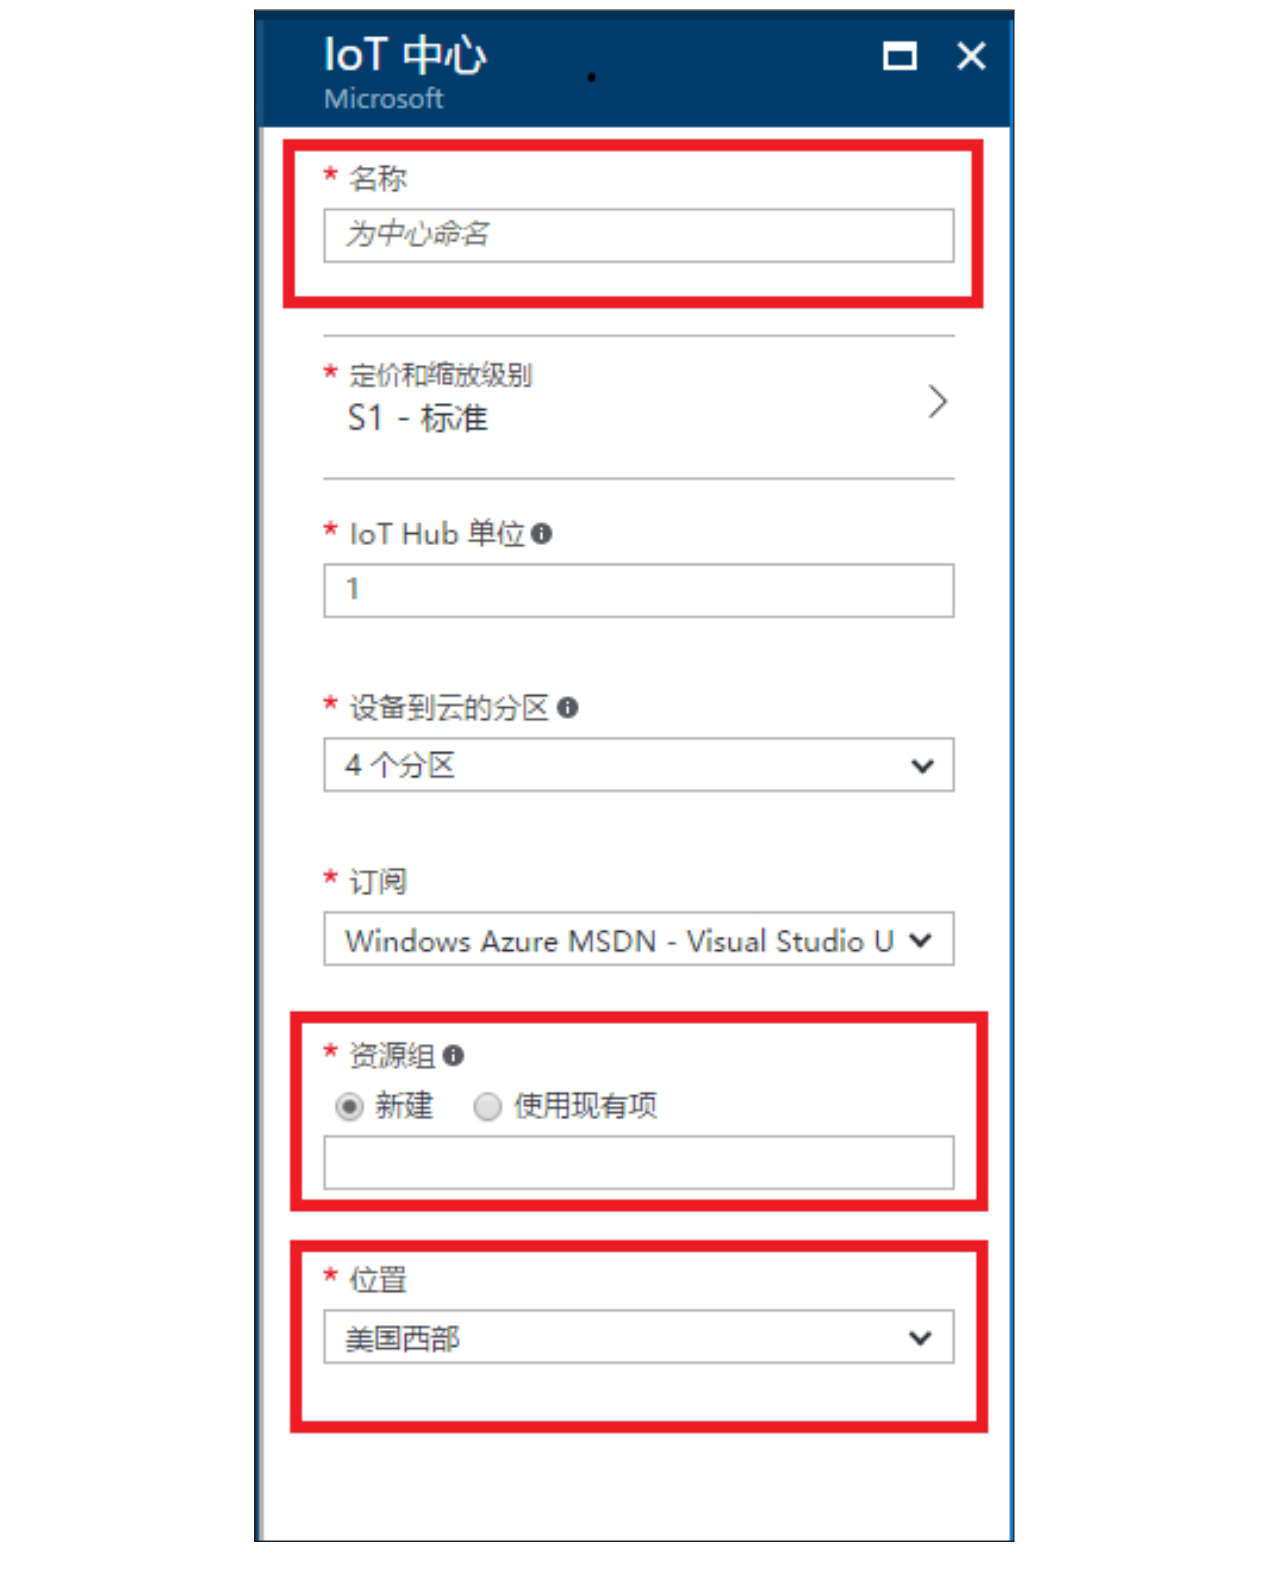 IoT 中心
Microsoft
* 名称
为中心命名
* 定价和缩放级别
S1 - 标准
* IoT Hub 单位
1
* 设备到云的分区
4 个分区
* 订阅
Windows Azure MSDN - Visual Studio U
* 资源组
新建 使用现有项
* 位置
美国西部